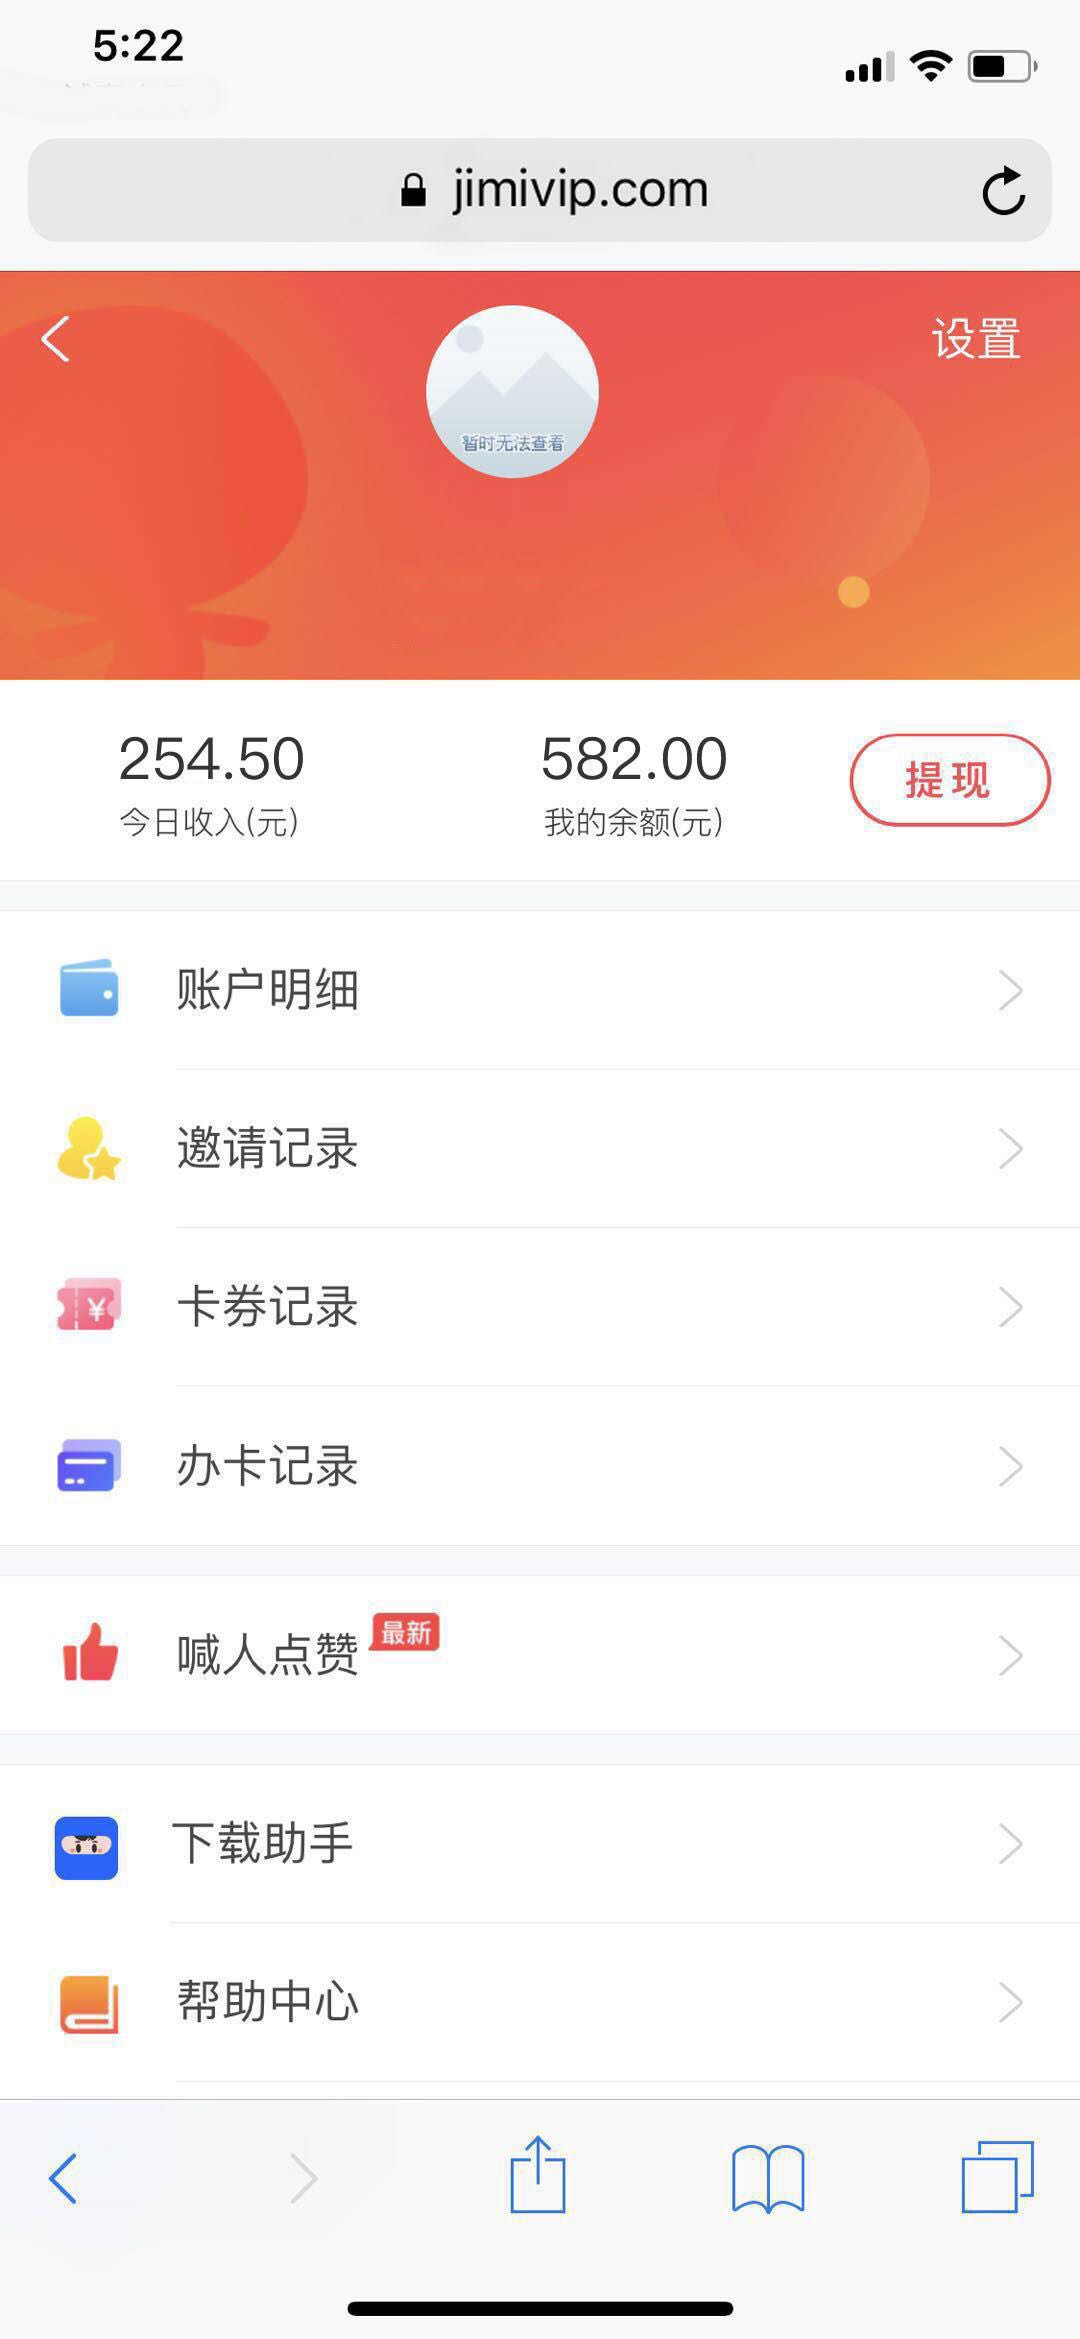 5:22
jimivip.com
设置
暂时无法查看
254.50
582.00
提现
今日收入(元)
我的余额(元)
账户明细
邀请记录
¥
卡券记录
办卡记录
喊人点赞
最新
下载助手
帮助中心